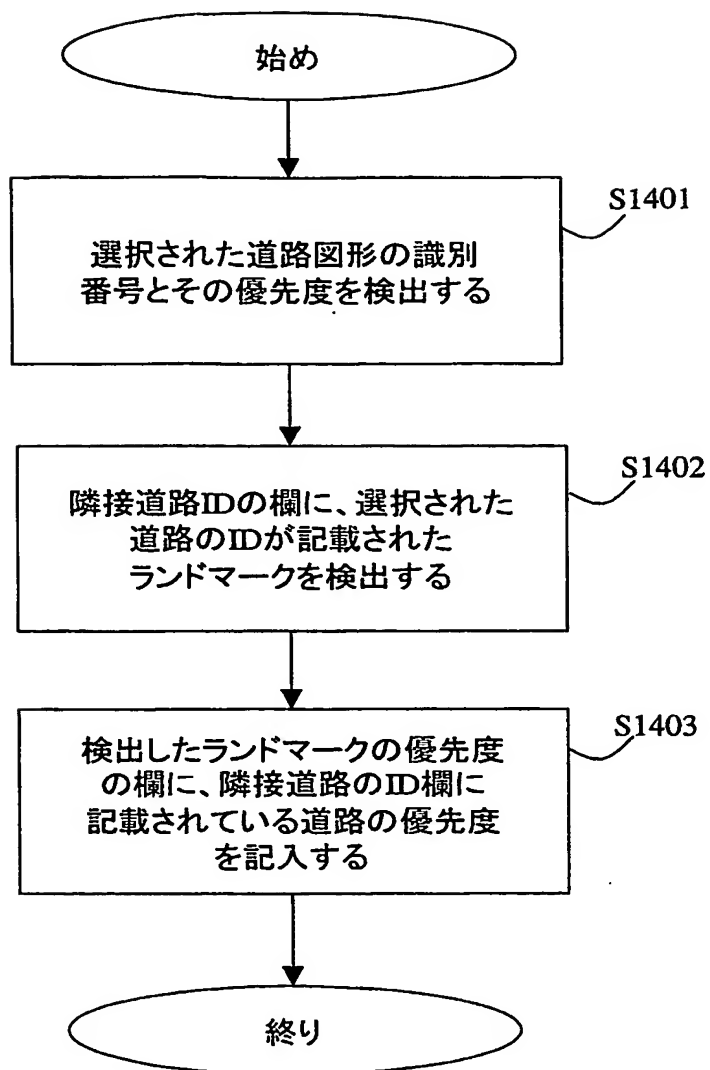 始め
S1401
選択された道路図形の識別
番号とその優先度を検出する
S1402
隣接道路IDの欄に、選択された
道路のIDが記載された
ランドマークを検出する
S1403
検出したランドマークの優先度
の欄に、隣接道路のID欄に
記載されている道路の優先度
を記入する
終り